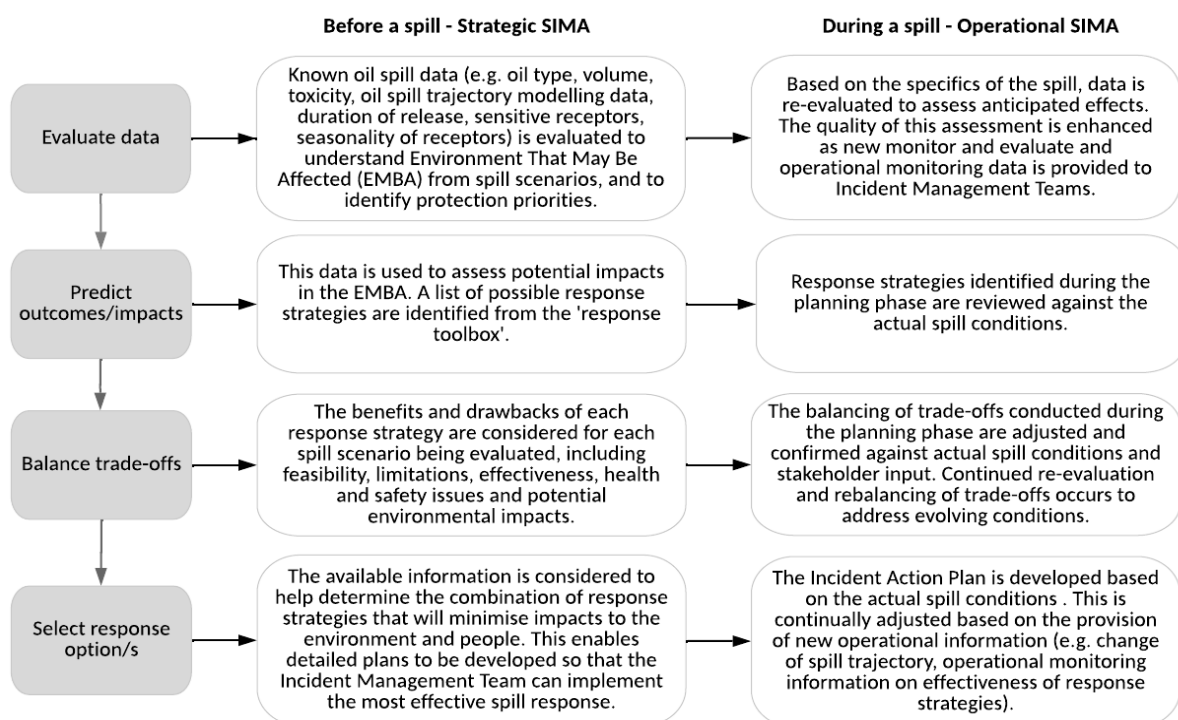 Before a spill - Strategic SIMA
During a spill - Operational SIMA
Evaluate data
Known oil spill data (e.g. oil type, volume,
toxicity, oil spill trajectory modelling data,
duration of release, sensitive receptors,
seasonality of receptors) is evaluated to
understand Environment That May Be
Affected (EMBA) from spill scenarios, and to
identify protection priorities.
Based on the specifics of the spill, data is
re-evaluated to assess anticipated effects.
The quality of this assessment is enhanced
as new monitor and evaluate and
operational monitoring data is provided to
Incident Management Teams.
Predict
outcomes/impacts
This data is used to assess potential impacts
in the EMBA. A list of possible response
strategies are identified from the 'response
toolbox'.
Response strategies identified during the
planning phase are reviewed against the
actual spill conditions.
Balance trade-offs
The benefits and drawbacks of each
response strategy are considered for each
spill scenario being evaluated, including
feasibility, limitations, effectiveness, health
and safety issues and potential
environmental impacts.
The balancing of trade-offs conducted during
the planning phase are adjusted and
confirmed against actual spill conditions and
stakeholder input. Continued re-evaluation
and rebalancing of trade-offs occurs to
address evolving conditions.
Select response
option/s
The available information is considered to
help determine the combination of response
strategies that will minimise impacts to the
environment and people. This enables
detailed plans to be developed so that the
Incident Management Team can implement
the most effective spill response.
The Incident Action Plan is developed based
on the actual spill conditions . This is
continually adjusted based on the provision
of new operational information (e.g. change
of spill trajectory, operational monitoring
information on effectiveness of response
strategies).